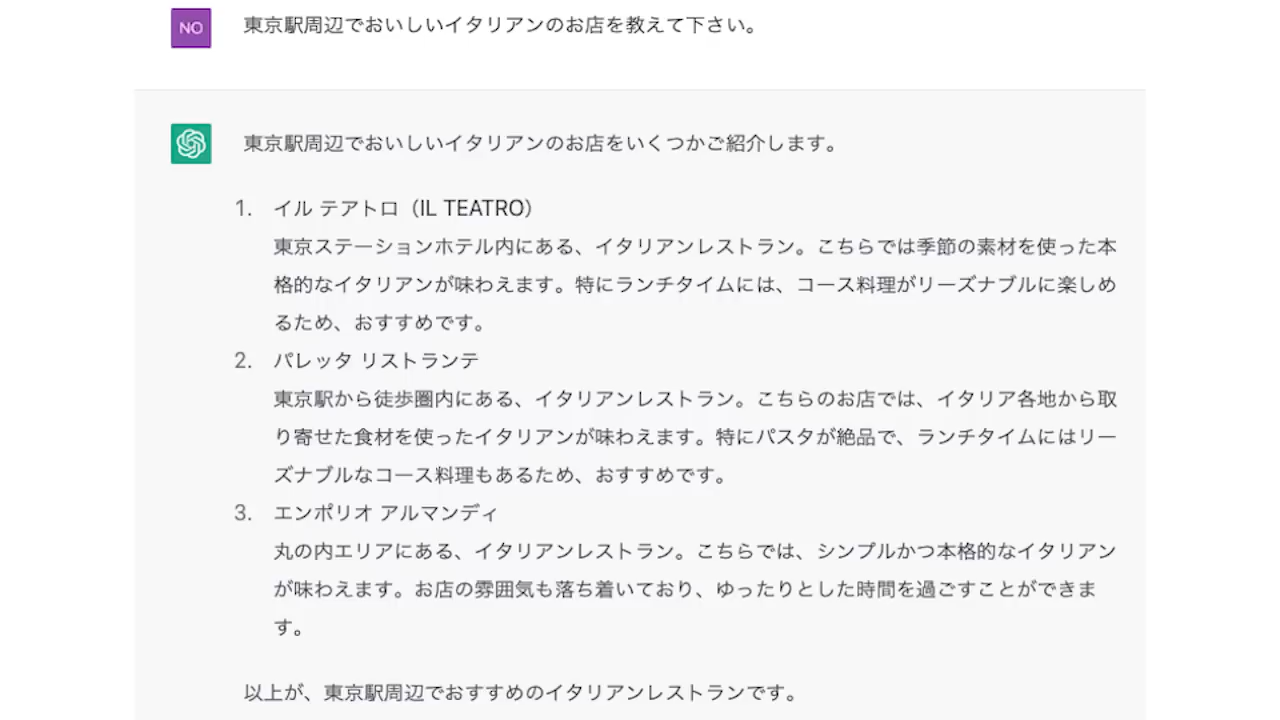 NO
東京駅周辺でおいしいイタリアンのお店を教えて下さい。
東京駅周辺でおいしいイタリアンのお店をいくつかご紹介します。
1. イル テアトロ（IL TEATRO）
東京ステーションホテル内にある、イタリアンレストラン。こちらでは季節の素材を使った本
格的なイタリアンが味わえます。特にランチタイムには、コース料理がリーズナブルに楽しめ
るため、おすすめです。
2. パレッタ リストランテ
東京駅から徒歩圏内にある、イタリアンレストラン。こちらのお店では、イタリア各地から取
り寄せた食材を使ったイタリアンが味わえます。特にパスタが絶品で、ランチタイムにはリー
ズナブルなコース料理もあるため、おすすめです。
3. エンポリオ アルマンディ
丸の内エリアにある、イタリアンレストラン。こちらでは、シンプルかつ本格的なイタリアン
が味わえます。お店の雰囲気も落ち着いており、ゆったりとした時間を過ごすことができま
す。
以上が、東京駅周辺でおすすめのイタリアンレストランです。